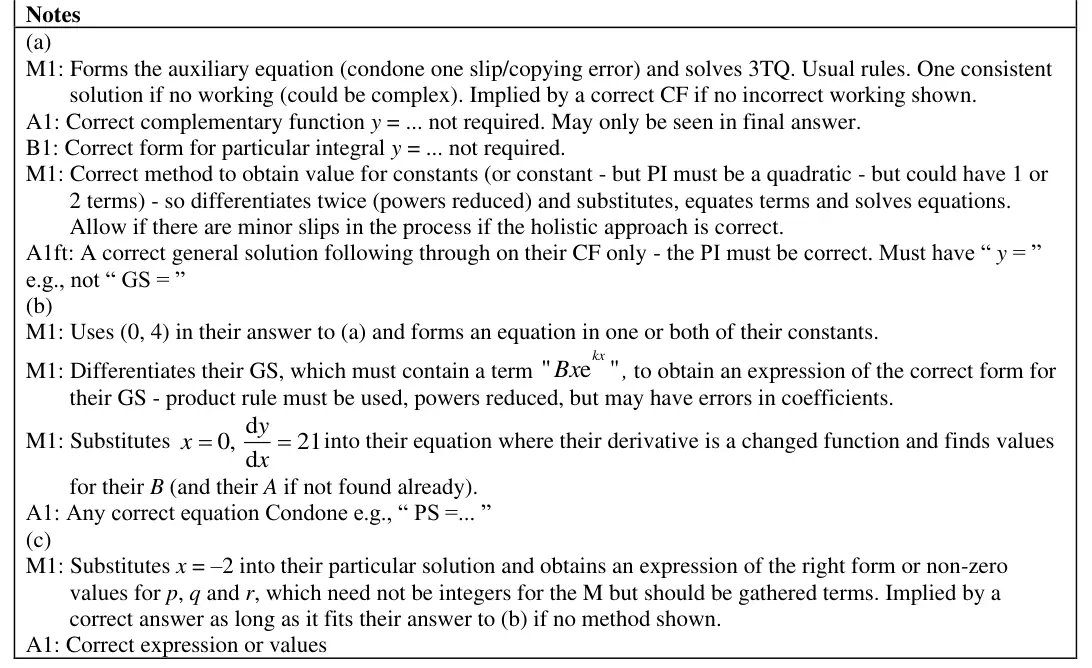 Notes
(a)
M1: Forms the auxiliary equation (condone one slip/copying error) and solves 3TQ. Usual rules. One consistent
solution if no working (could be complex). Implied by a correct CF if no incorrect working shown.
A1: Correct complementary function y = ... not required. May only be seen in final answer.
B1: Correct form for particular integral y = ... not required.
M1: Correct method to obtain value for constants (or constant - but PI must be a quadratic - but could have 1 or
2 terms) - so differentiates twice (powers reduced) and substitutes, equates terms and solves equations.
Allow if there are minor slips in the process if the holistic approach is correct.
A1ft: A correct general solution following through on their CF only - the PI must be correct. Must have “ y = ”
e.g., not “ GS = ”
(b)
M1: Uses (0, 4) in their answer to (a) and forms an equation in one or both of their constants.
M1: Differentiates their GS, which must contain a term "Bxe^{kx}", to obtain an expression of the correct form for
their GS - product rule must be used, powers reduced, but may have errors in coefficients.
M1: Substitutes x = 0, dy/dx = 21 into their equation where their derivative is a changed function and finds values
for their B (and their A if not found already).
A1: Any correct equation Condone e.g., “ PS =... ”
(c)
M1: Substitutes x = –2 into their particular solution and obtains an expression of the right form or non-zero
values for p, q and r, which need not be integers for the M but should be gathered terms. Implied by a
correct answer as long as it fits their answer to (b) if no method shown.
A1: Correct expression or values